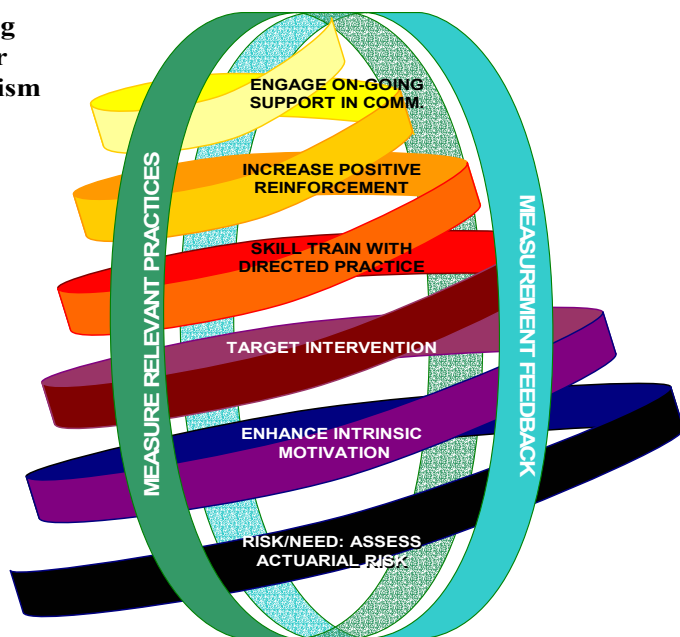 ism
ENGAGE ON-GOING
SUPPORT IN COMM.
INCREASE POSITIVE
REINFORCEMENT
SKILL TRAIN WITH
DIRECTED PRACTICE
TARGET INTERVENTION
ENHANCE INTRINSIC
MOTIVATION
RISK/NEED: ASSESS
ACTUARIAL RISK
MEASURE RELEVANT PRACTICES
MEASUREMENT FEEDBACK